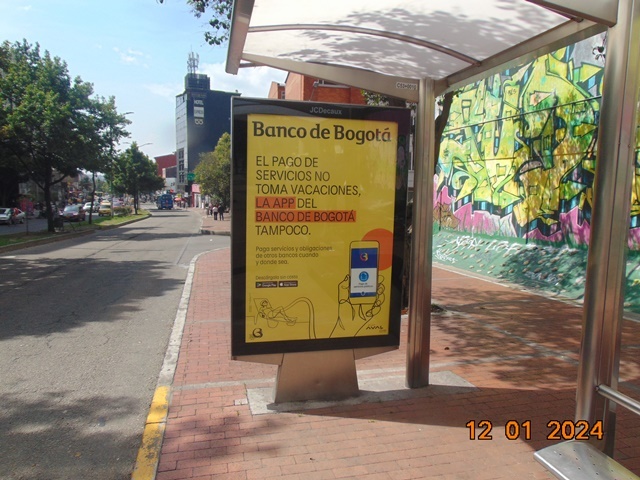 JCDecaux
Banco de Bogotá
EL PAGO DE
SERVICIOS NO
TOMA VACACIONES,
LA APP DEL
BANCO DE BOGOTÁ
TAMPOCO.
Paga servicios y obligaciones
de otros bancos cuando
y donde sea.
12 01 2024